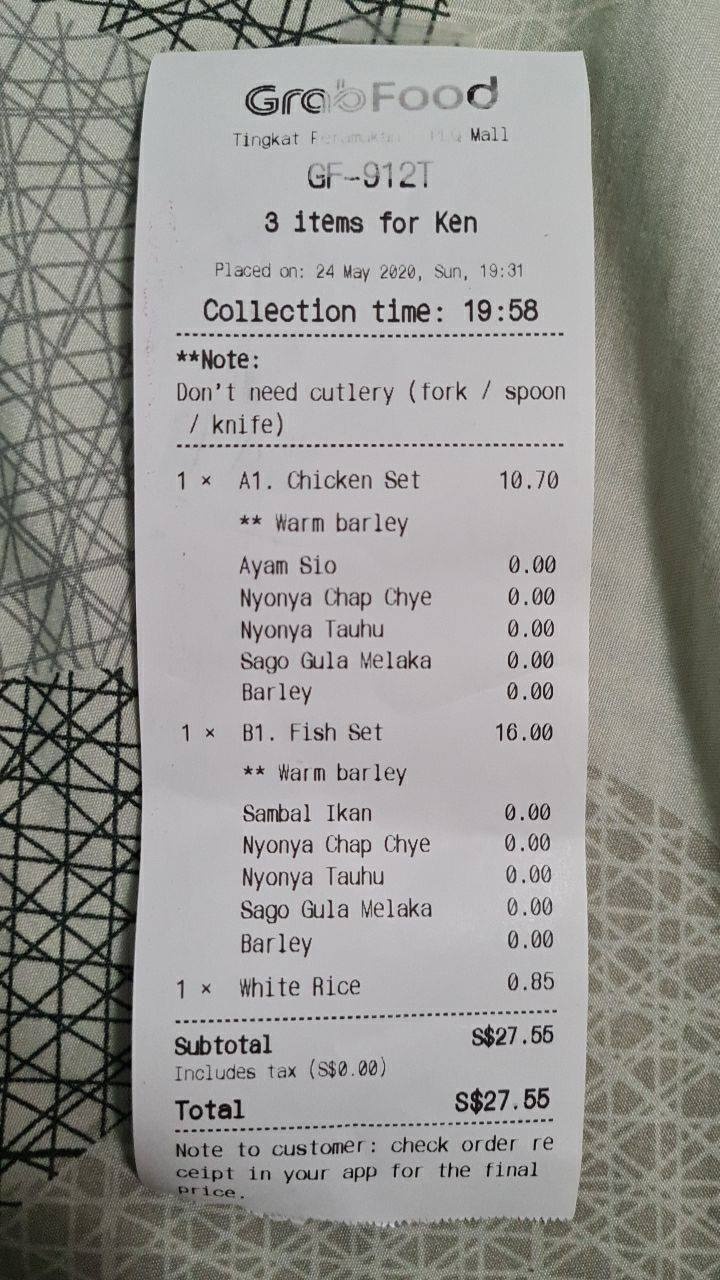 GrabFood
Tingkat Mall
GF-912T
3 items for Ken
Placed on: 24 May 2020, Sun, 19:31
Collection time: 19:58
**Note:
Don't need cutlery (fork / spoon
/ knife)
1 × A1. Chicken Set 10.70
** Warm barley
Ayam Sio 0.00
Nyonya Chap Chye 0.00
Nyonya Tauhu 0.00
Sago Gula Melaka 0.00
Barley 0.00
1 × B1. Fish Set 16.00
** Warm barley
Sambal Ikan 0.00
Nyonya Chap Chye 0.00
Nyonya Tauhu 0.00
Sago Gula Melaka 0.00
Barley 0.00
1 × White Rice 0.85
Subtotal S$27.55
Includes tax (S$0.00)
Total S$27.55
Note to customer: check order re
ceipt in your app for the final
price.